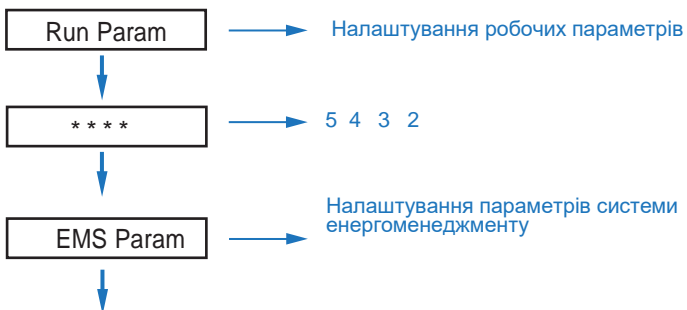 Run Param
Налаштування робочих параметрів
* * * *
5 4 3 2
EMS Param
Налаштування параметрів системи
енергоменеджменту